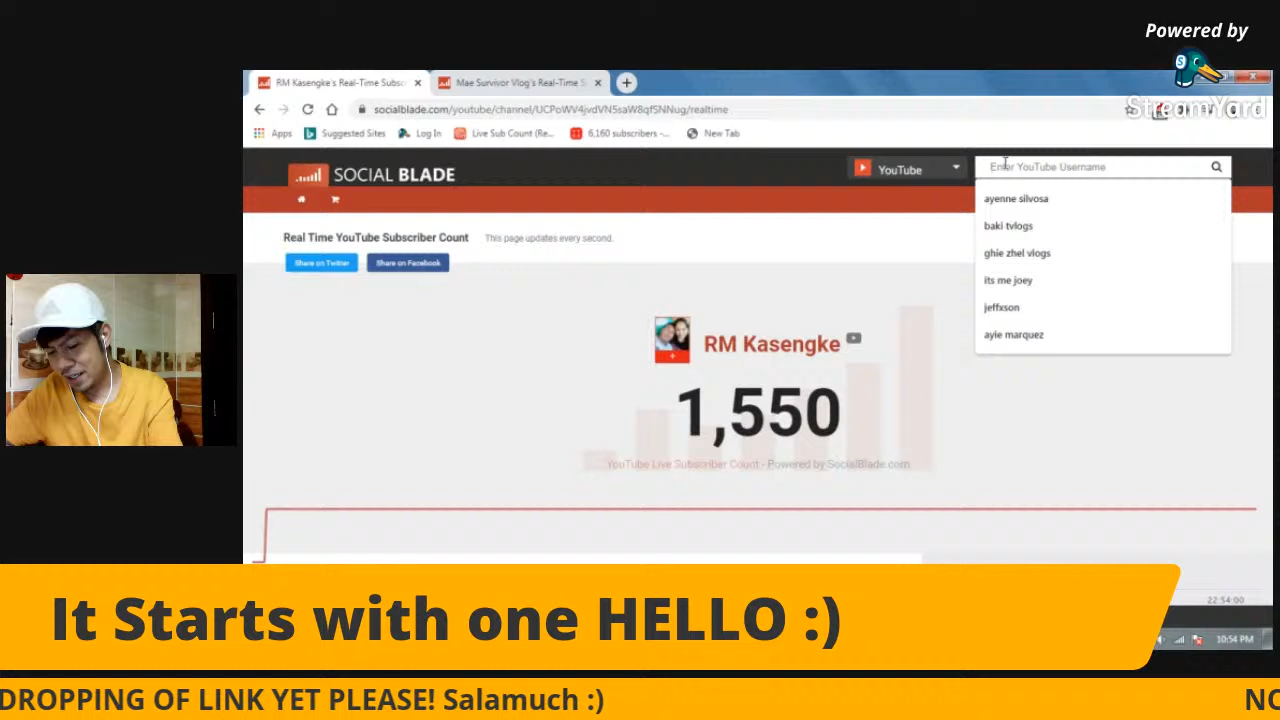 Powered by
StreamYard
RM Kasengke's Real-Time Subsc
Mae Survivor Vlog's Real-Time S
socialblade.com/youtube/channel/UCPoWV4jvdVN5saW8qfSNNug/realtime
Apps
Suggested Sites
Log In
Live Sub Count (Re...
6,160 subscribers -...
New Tab
SOCIAL BLADE
YouTube
Enter YouTube Username
ayenne silvosa
baki tvlogs
ghie zhel vlogs
its me joey
jeffxson
ayie marquez
Real Time YouTube Subscriber Count
This page updates every second.
Share on Twitter
Share on Facebook
RM Kasengke
1,550
YouTube Live Subscriber Count - Powered by SocialBlade.com
22:54:00
10:54 PM
It Starts with one HELLO :)
DROPPING OF LINK YET PLEASE! Salamuch :)
NO